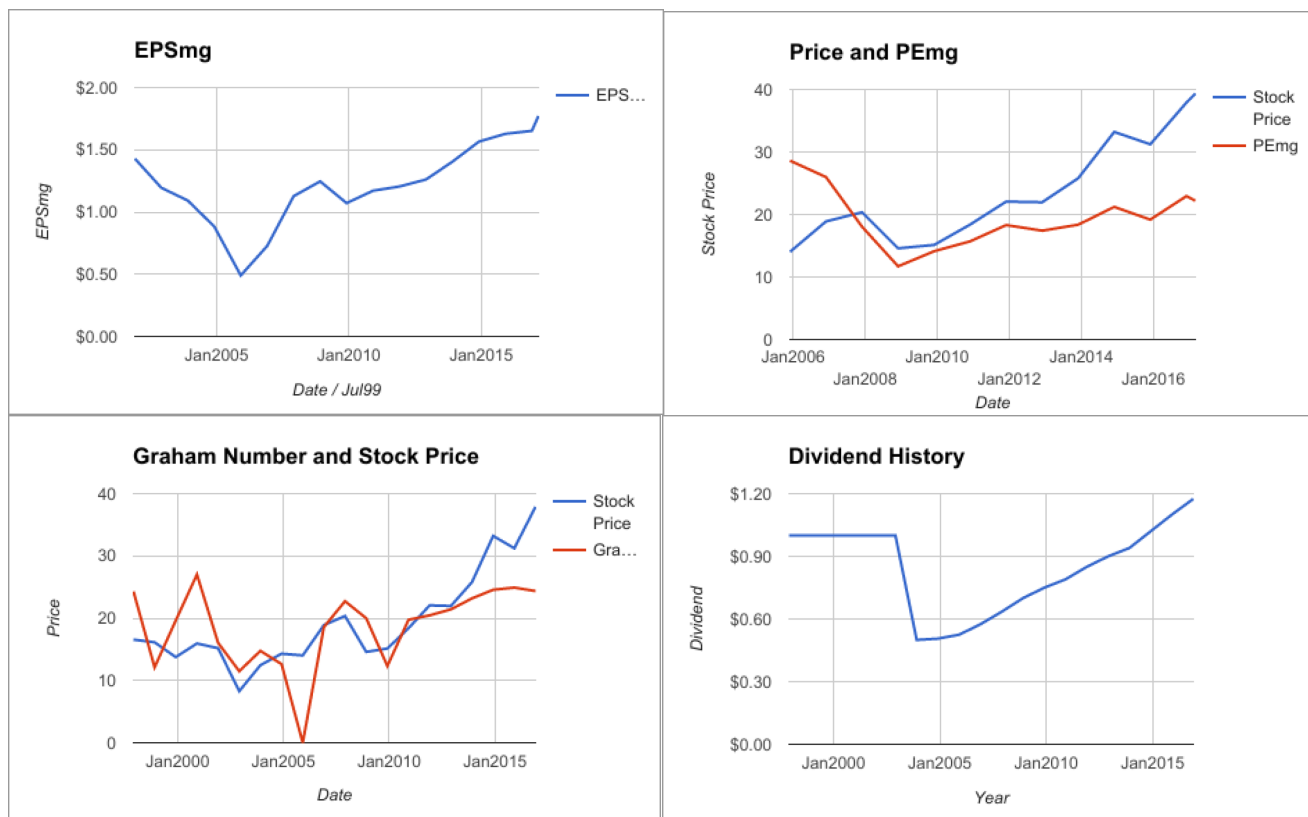 EPSmg
$2.00
$1.50
$1.00
$0.50
$0.00
EPSmg
Jan2005
Jan2010
Jan2015
Date / Jul99
EPS…
Price and PEmg
40
30
20
10
0
Stock Price
Jan2006
Jan2008
Jan2010
Jan2012
Jan2014
Jan2016
Date
Stock
Price
PEmg
Graham Number and Stock Price
40
30
20
10
0
Price
Jan2000
Jan2005
Jan2010
Jan2015
Date
Stock
Price
Gra…
Dividend History
$1.20
$0.90
$0.60
$0.30
$0.00
Dividend
Jan2000
Jan2005
Jan2010
Jan2015
Year